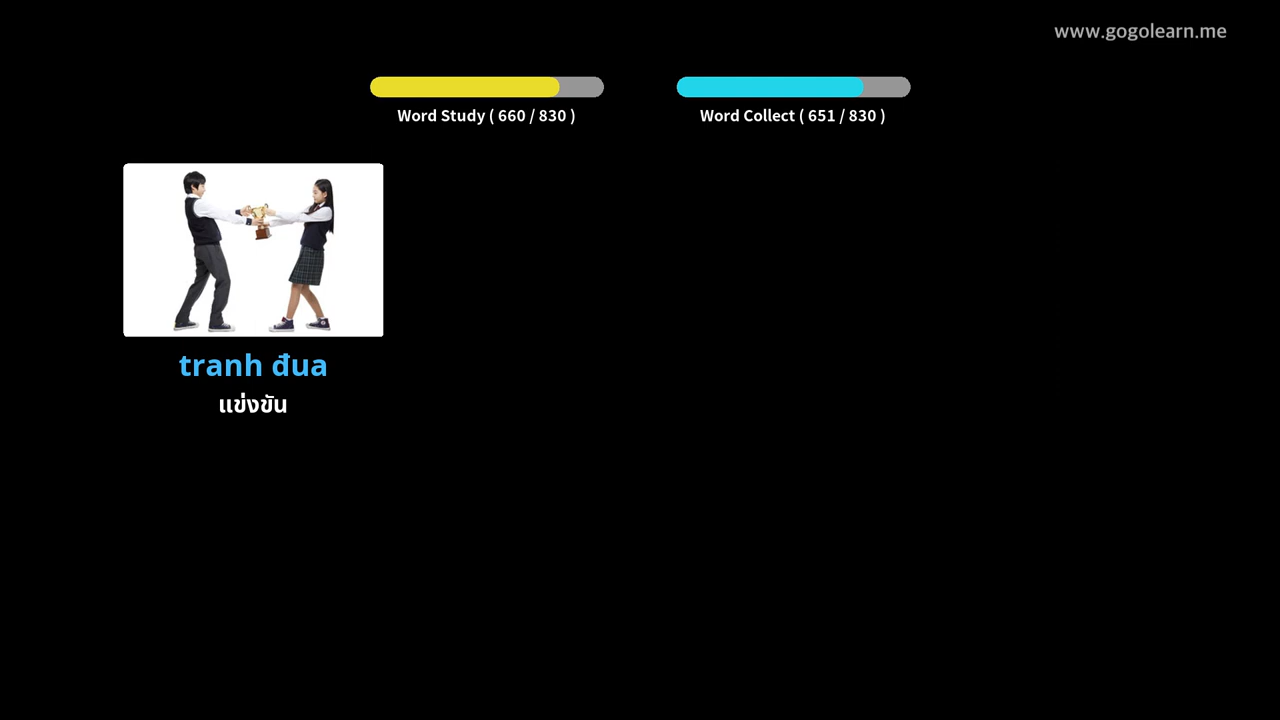 www.gogolearn.me
Word Study ( 660 / 830 )
Word Collect ( 651 / 830 )
tranh đua
แข่งขัน